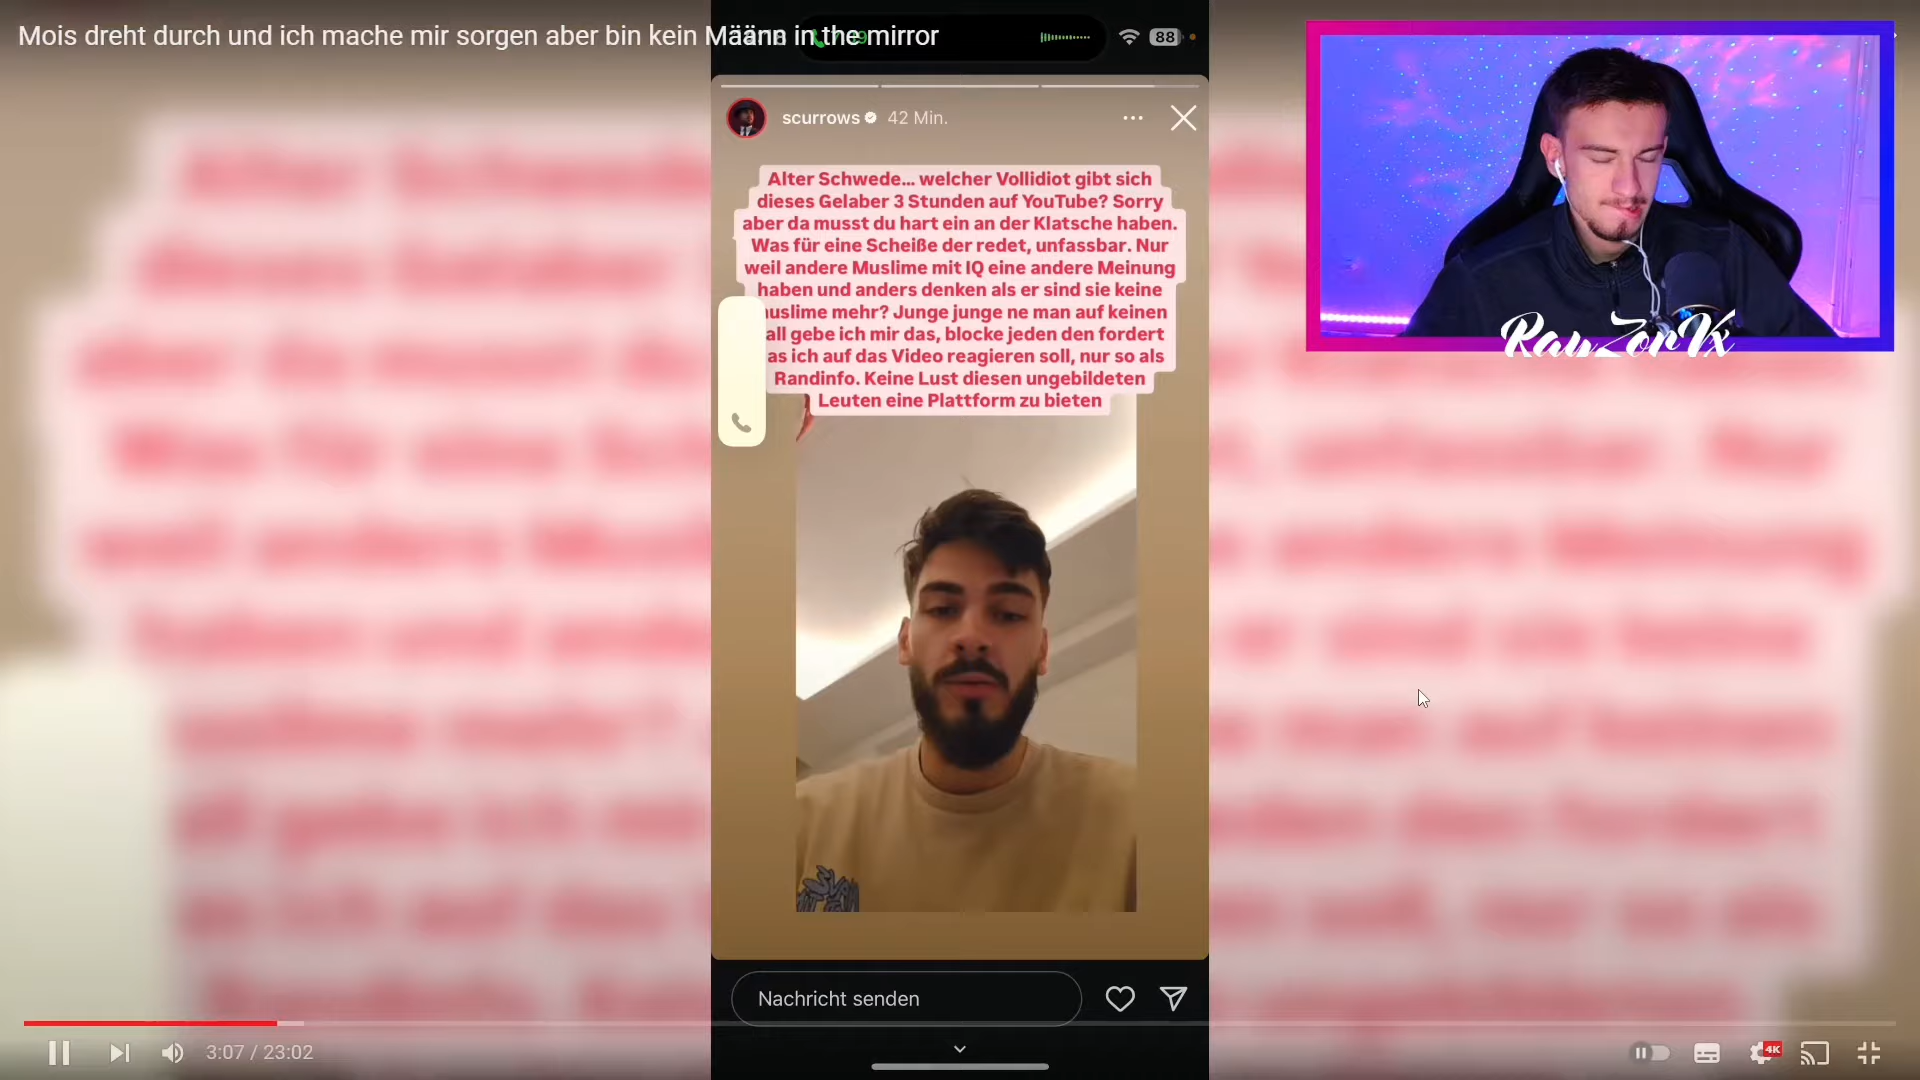 Mois dreht durch und ich mache mir sorgen aber bin kein Määnn in the mirror
88
scurrows 42 Min.
Alter Schwede... welcher Vollidiot gibt sich
dieses Gelaber 3 Stunden auf YouTube? Sorry
aber da musst du hart ein an der Klatsche haben.
Was für eine Scheiße der redet, unfassbar. Nur
weil andere Muslime mit IQ eine andere Meinung
haben und anders denken als er sind sie keine
uslime mehr? Junge junge ne man auf keinen
all gebe ich mir das, blocke jeden den fordert
as ich auf das Video reagieren soll, nur so als
Randinfo. Keine Lust diesen ungebildeten
Leuten eine Plattform zu bieten
RayZorVx
Nachricht senden
3:07 / 23:02
4K